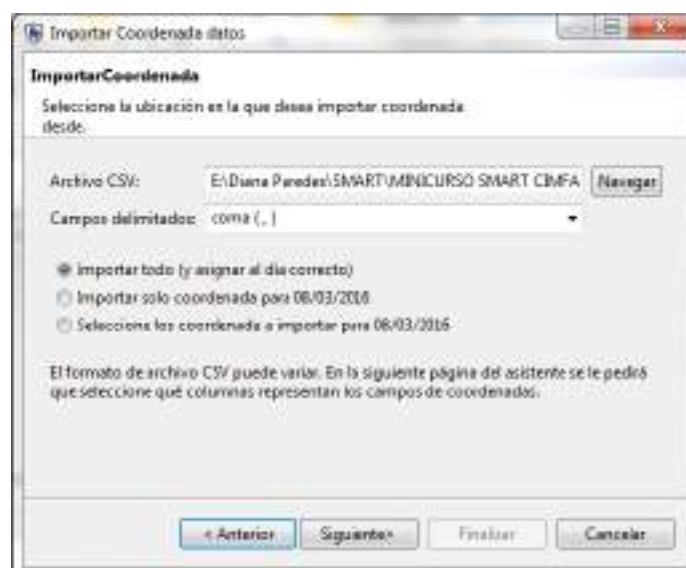 Importar Coordenada datos
ImportarCoordenada
Seleccione la ubicación en la que desea importar coordenada
desde.
Archivo CSV:
E:\Diana Paredes\SMART\MINICURSO SMART CIMFA
Navegar
Campos delimitados:
coma (,)
Importar todo (y asignar al día correcto)
Importar solo coordenada para 08/03/2016
Seleccione los coordenada a importar para 08/03/2016
El formato de archivo CSV puede variar. En la siguiente página del asistente se le pedirá
que seleccione qué columnas representan los campos de coordenadas.
< Anterior
Siguiente>
Finalizar
Cancelar